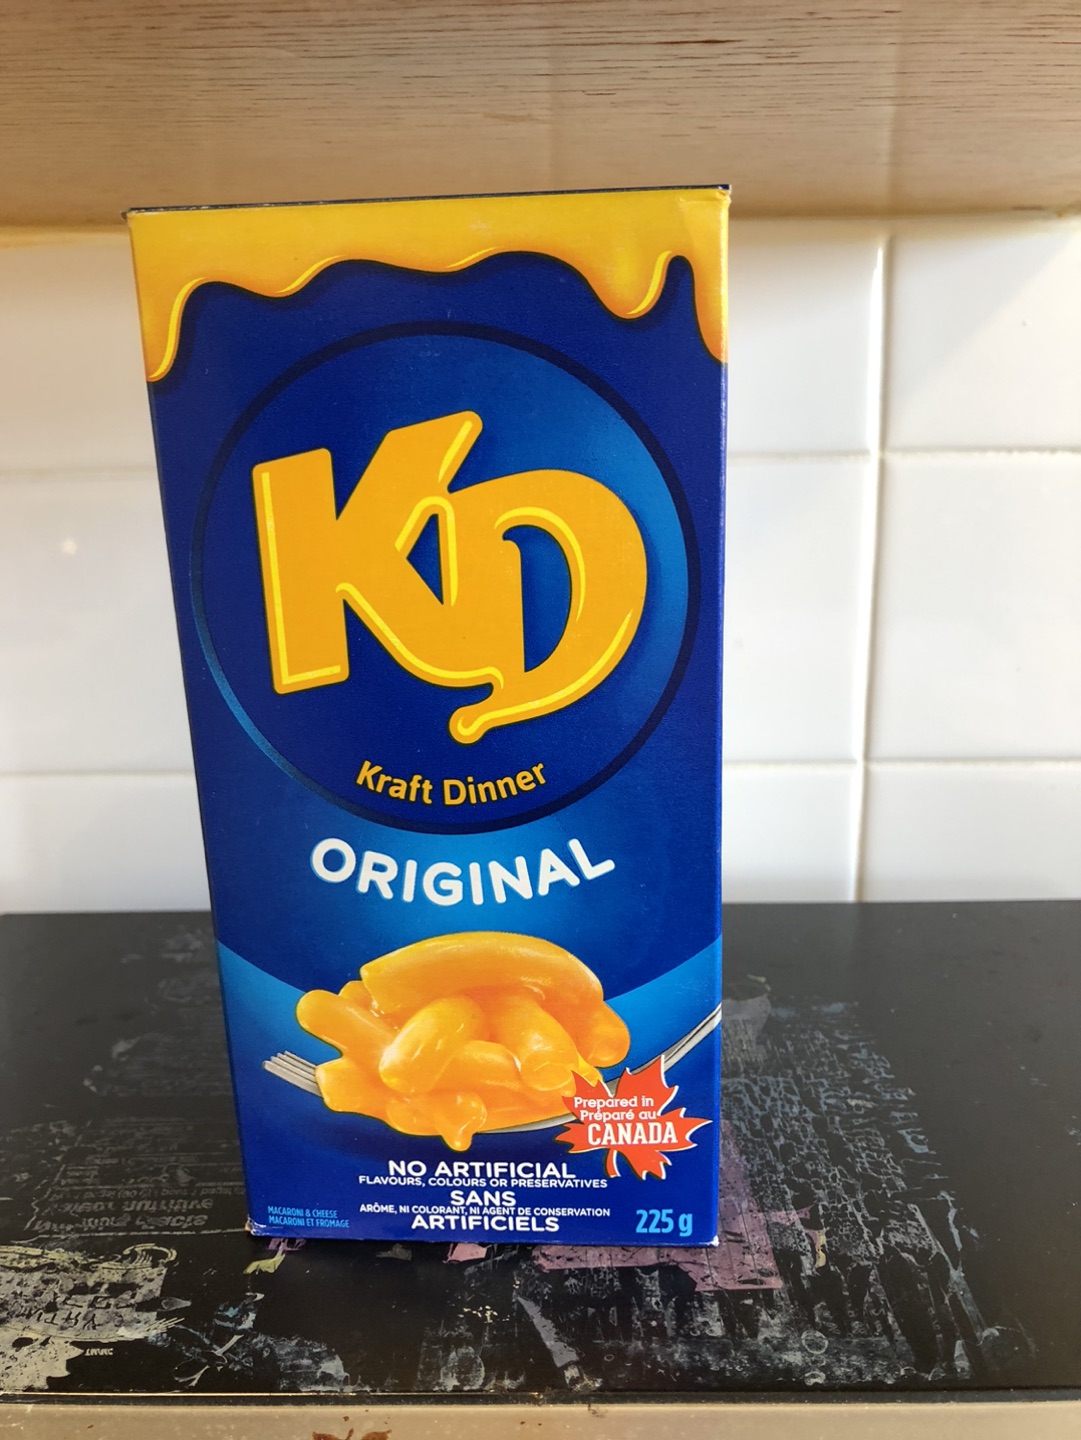 KD
Kraft Dinner
ORIGINAL
Prepared in
Préparé au
CANADA
NO ARTIFICIAL
FLAVOURS, COLOURS OR PRESERVATIVES
SANS
ARÔME, NI COLORANT, NI AGENT DE CONSERVATION
ARTIFICIELS
MACARONI & CHEESE
MACARONI ET FROMAGE
225 g